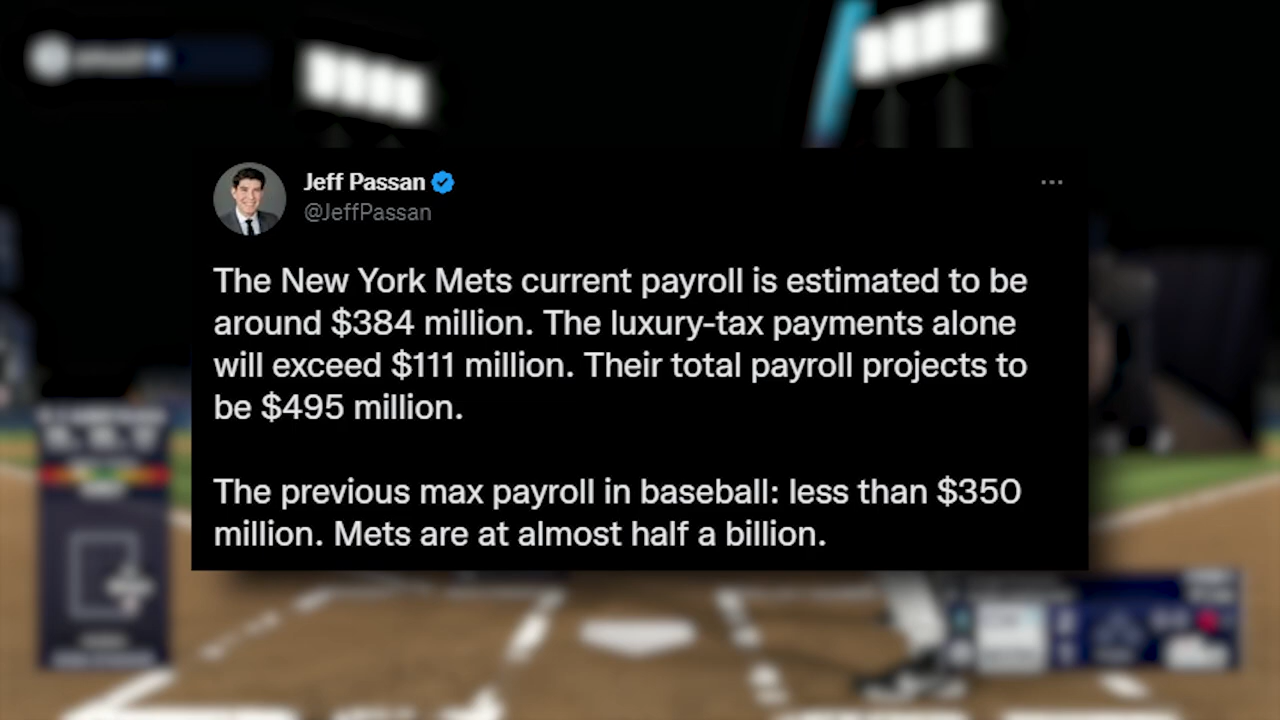 Jeff Passan
@JeffPassan
The New York Mets current payroll is estimated to be
around $384 million. The luxury-tax payments alone
will exceed $111 million. Their total payroll projects to
be $495 million.
The previous max payroll in baseball: less than $350
million. Mets are at almost half a billion.